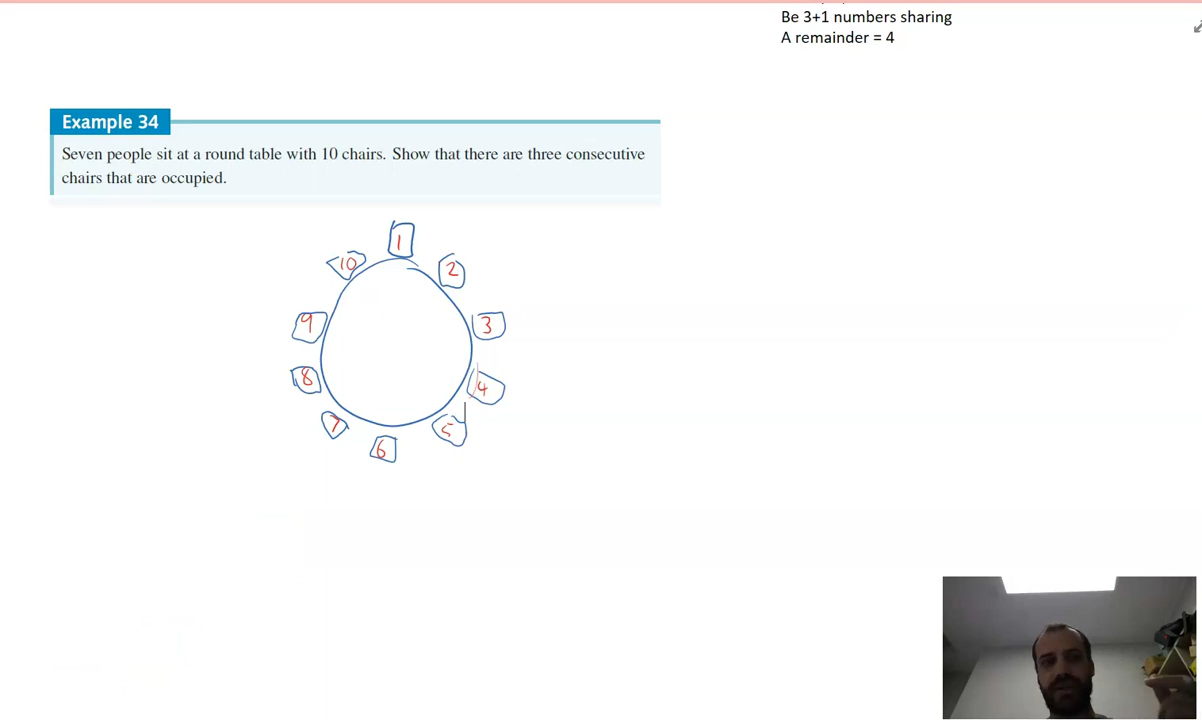 Be 3+1 numbers sharing
A remainder = 4
Example 34
Seven people sit at a round table with 10 chairs. Show that there are three consecutive
chairs that are occupied.
1
2
3
4
5
6
7
8
9
10